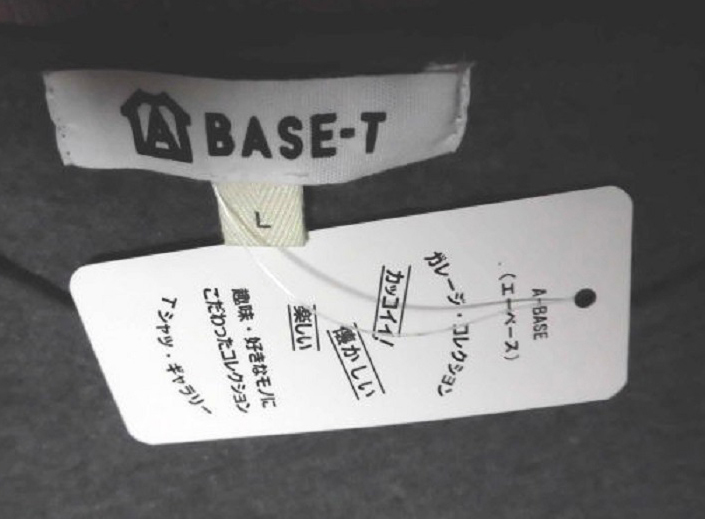 A BASE-T
L
A-BASE
(エーベース)
ガレージ・コレクション
カッコイイ!
懐かしい
楽しい
趣味・好きなモノに
こだわったコレクション
Tシャツ・ギャラリー